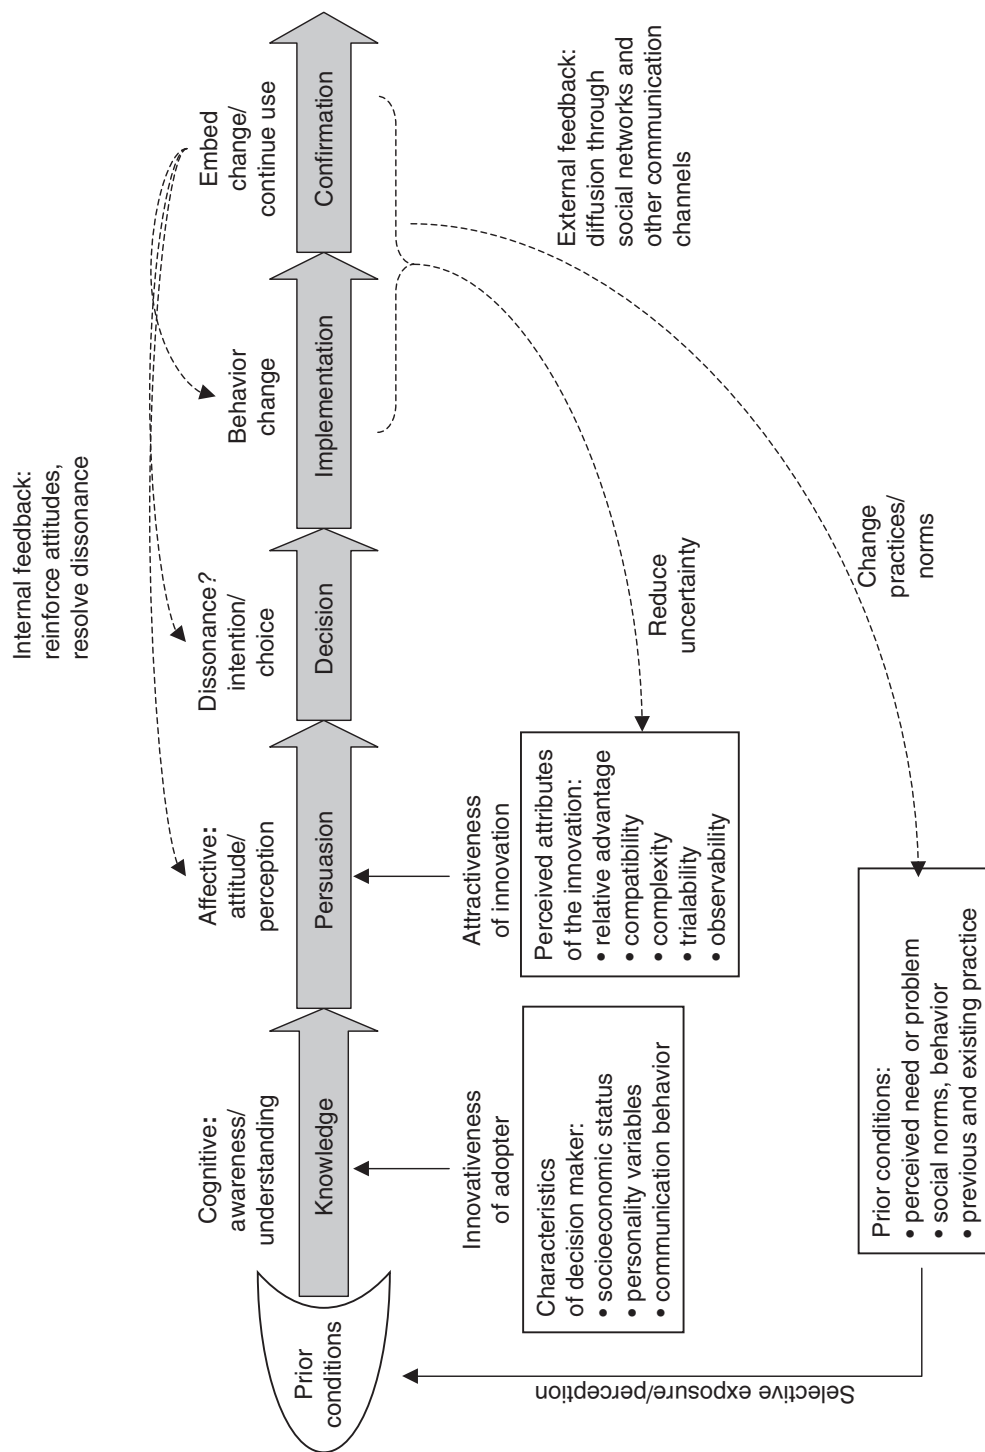 Internal feedback:
reinforce attitudes,
resolve dissonance
Cognitive:
awareness/
understanding
Affective:
attitude/
perception
Dissonance?
intention/
choice
Behavior
change
Embed
change/
continue use
Prior
conditions
Knowledge
Persuasion
Decision
Implementation
Confirmation
Innovativeness
of adopter
Attractiveness
of innovation
Characteristics
of decision maker:
• socioeconomic status
• personality variables
• communication behavior
Perceived attributes
of the innovation:
• relative advantage
• compatibility
• complexity
• trialability
• observability
Reduce
uncertainty
External feedback:
diffusion through
social networks and
other communication
channels
Selective exposure/perception
Prior conditions:
• perceived need or problem
• social norms, behavior
• previous and existing practice
Change
practices/
norms